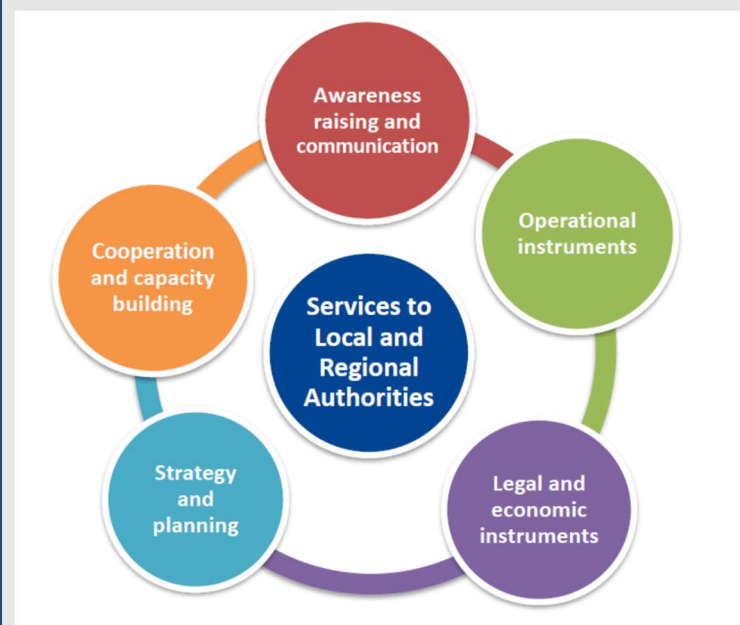 Awareness
raising and
communication
Operational
instruments
Legal and
economic
instruments
Strategy
and
planning
Cooperation
and capacity
building
Services to
Local and
Regional
Authorities